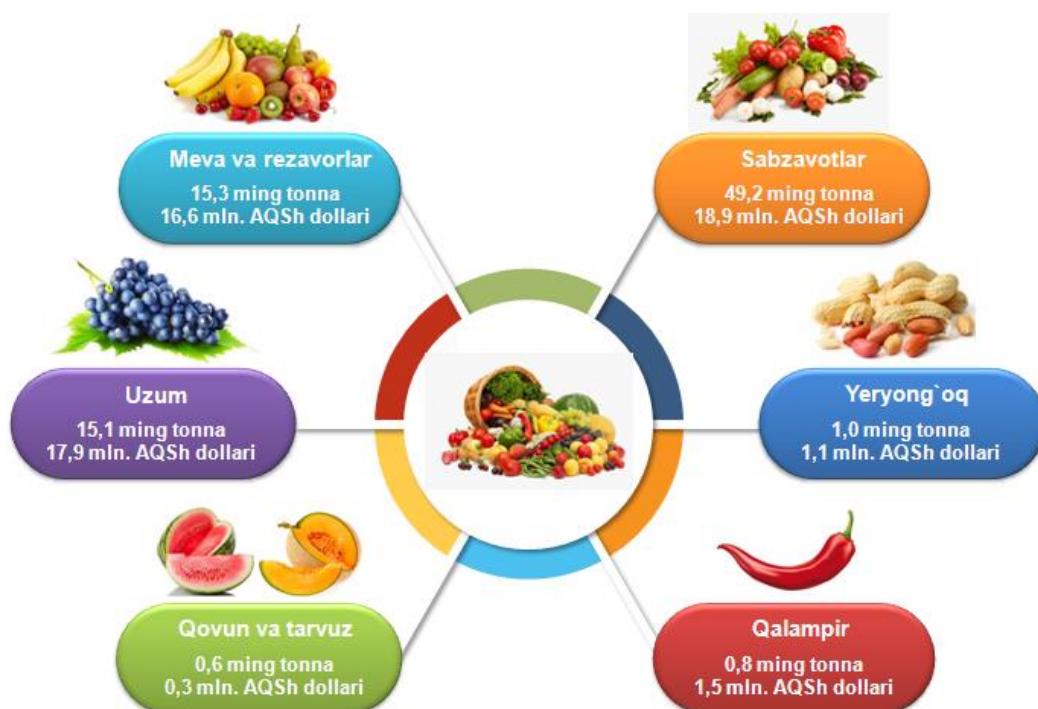 Meva va rezavorlar
15,3 ming tonna
16,6 mln. AQSh dollari
Sabzavotlar
49,2 ming tonna
18,9 mln. AQSh dollari
Uzum
15,1 ming tonna
17,9 mln. AQSh dollari
Yeryong`oq
1,0 ming tonna
1,1 mln. AQSh dollari
Qovun va tarvuz
0,6 ming tonna
0,3 mln. AQSh dollari
Qalampir
0,8 ming tonna
1,5 mln. AQSh dollari